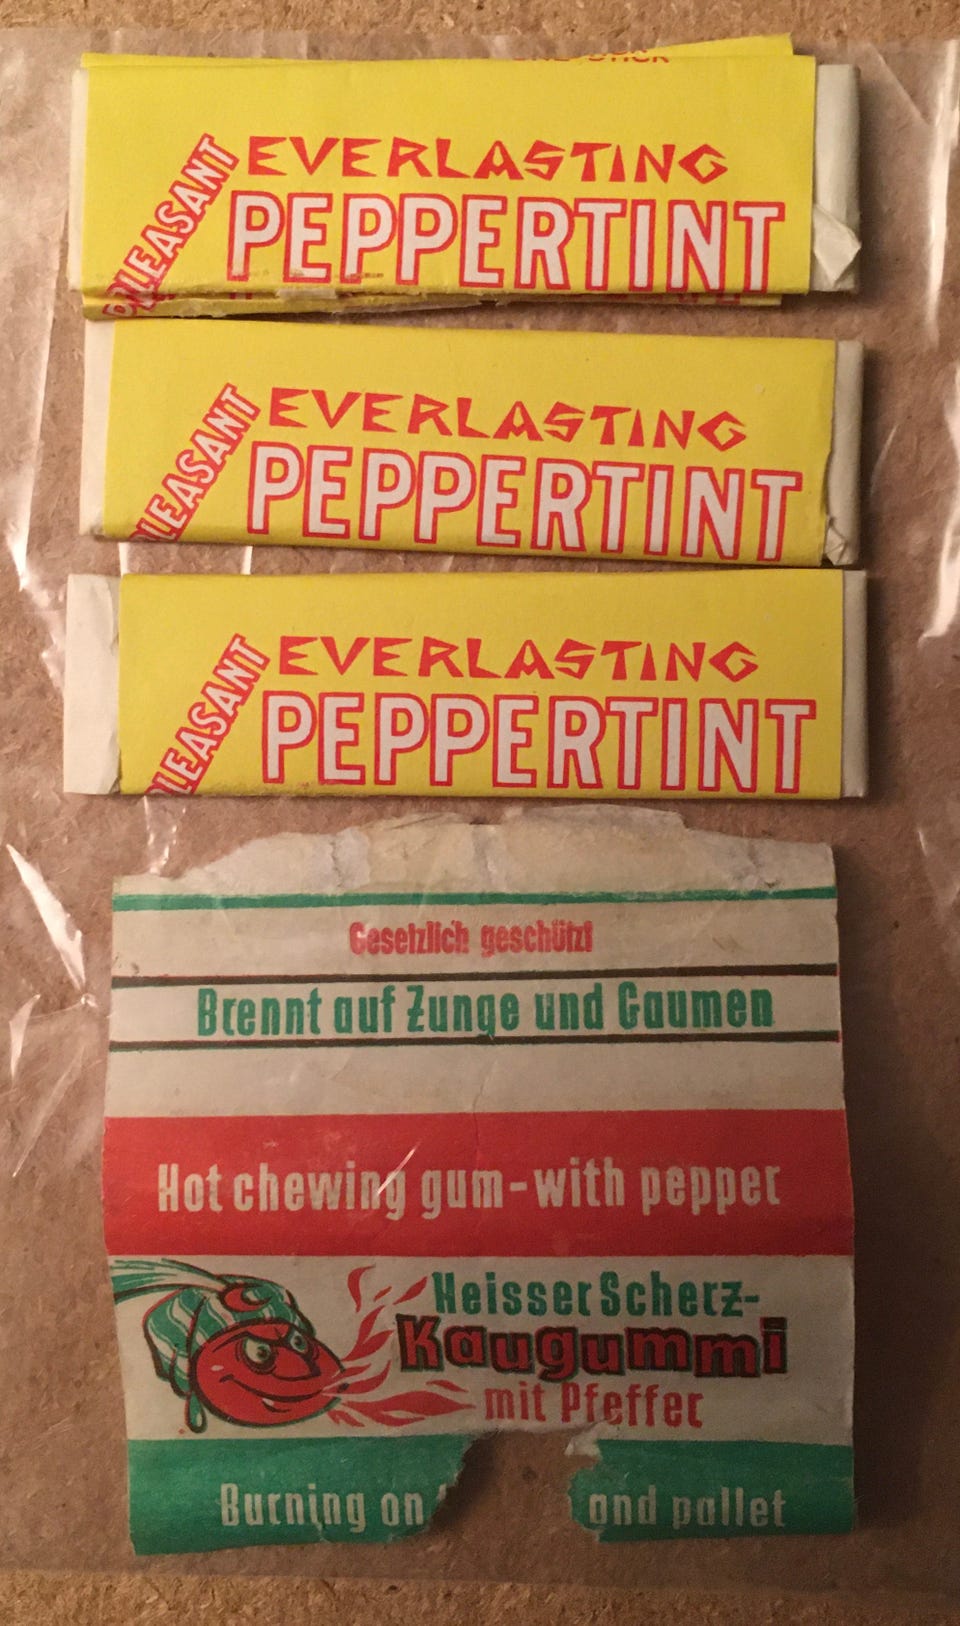 STICK
EVERLASTING
PLEASANT
PEPPERTINT
EVERLASTING
PLEASANT
PEPPERTINT
EVERLASTING
PLEASANT
PEPPERTINT
Gesetzlich geschützt
Brennt auf Zunge und Gaumen
Hot chewing gum-with pepper
Heisser Scherz-
Kaugummi
mit Pfeffer
Burning on and pallet